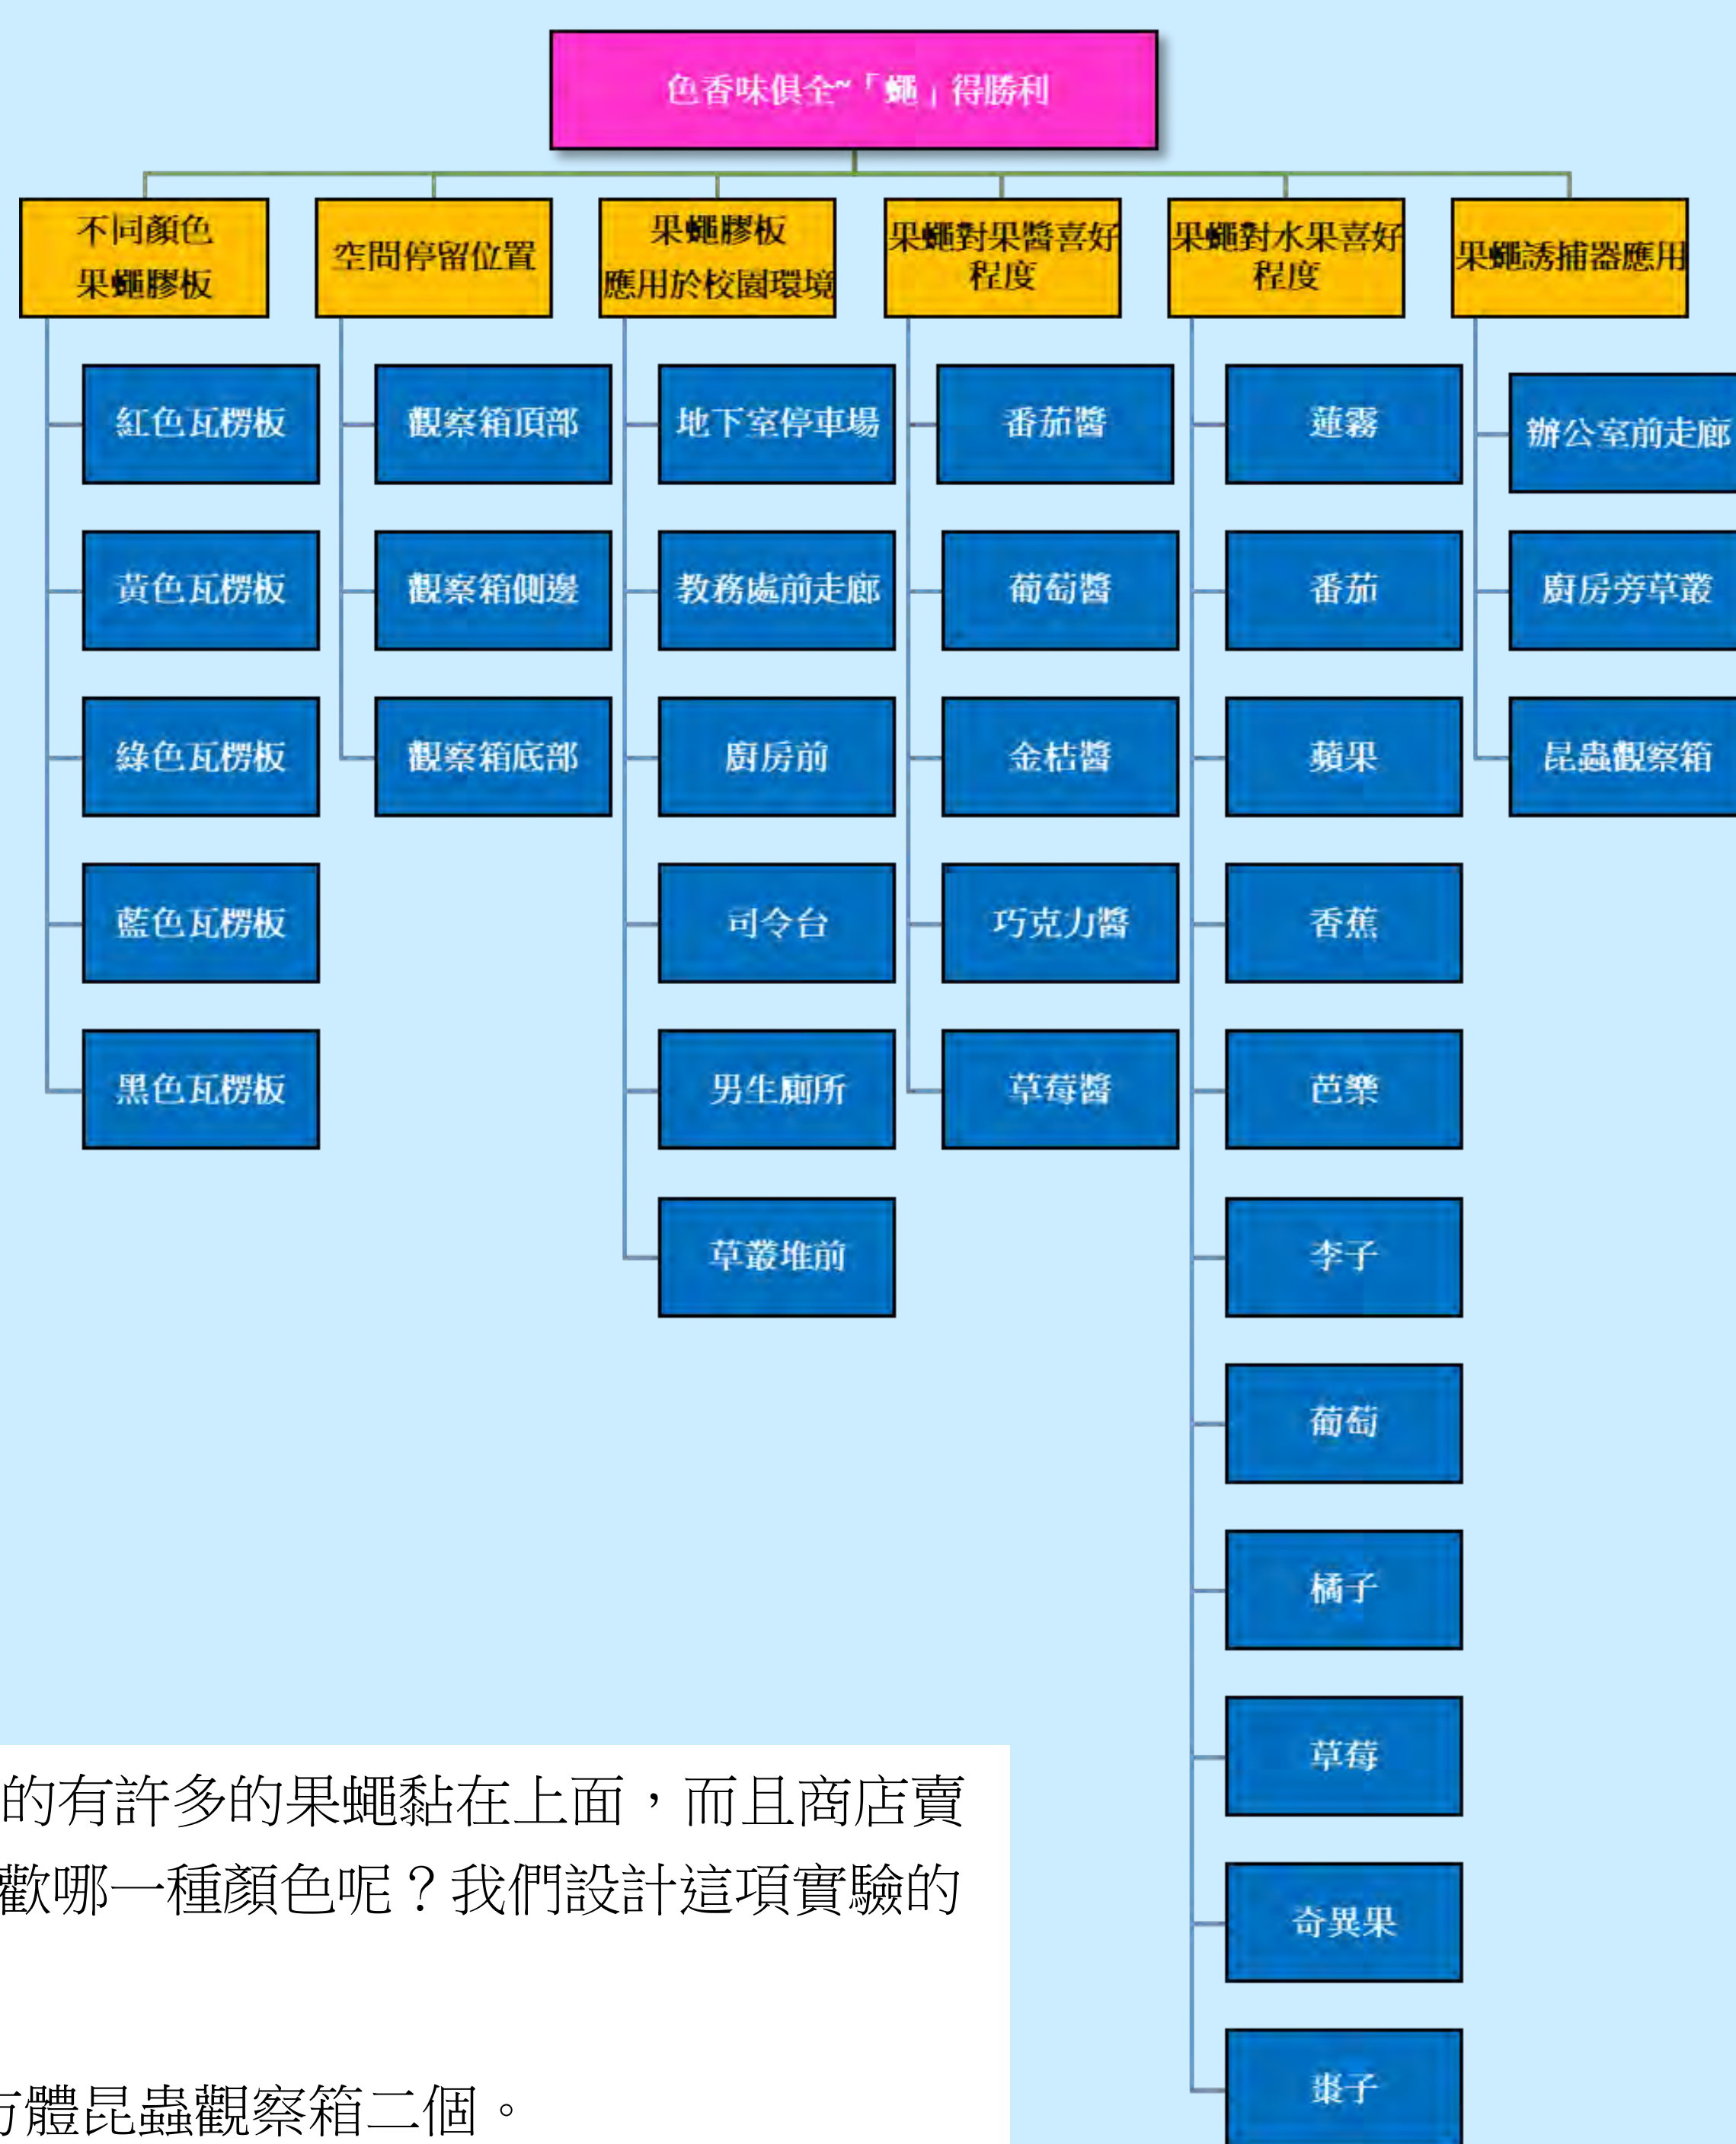 色香味俱全~「蠅」得勝利
不同顏色
果蠅膠板
紅色瓦楞板
黃色瓦楞板
綠色瓦楞板
藍色瓦楞板
黑色瓦楞板
空間停留位置
觀察箱頂部
觀察箱側邊
觀察箱底部
果蠅膠板
應用於校園環境
地下室停車場
教務處前走廊
廚房前
司令台
男生廁所
草叢堆前
果蠅對果醬喜好
程度
番茄醬
葡萄醬
金桔醬
巧克力醬
草莓醬
果蠅對水果喜好
程度
蓮霧
番茄
蘋果
香蕉
芭樂
李子
葡萄
橘子
草莓
奇異果
棗子
果蠅誘捕器應用
辦公室前走廊
廚房旁草叢
昆蟲觀察箱
的有許多的果蠅黏在上面，而且商店賣
歡哪一種顏色呢？我們設計這項實驗的
方體昆蟲觀察箱二個。